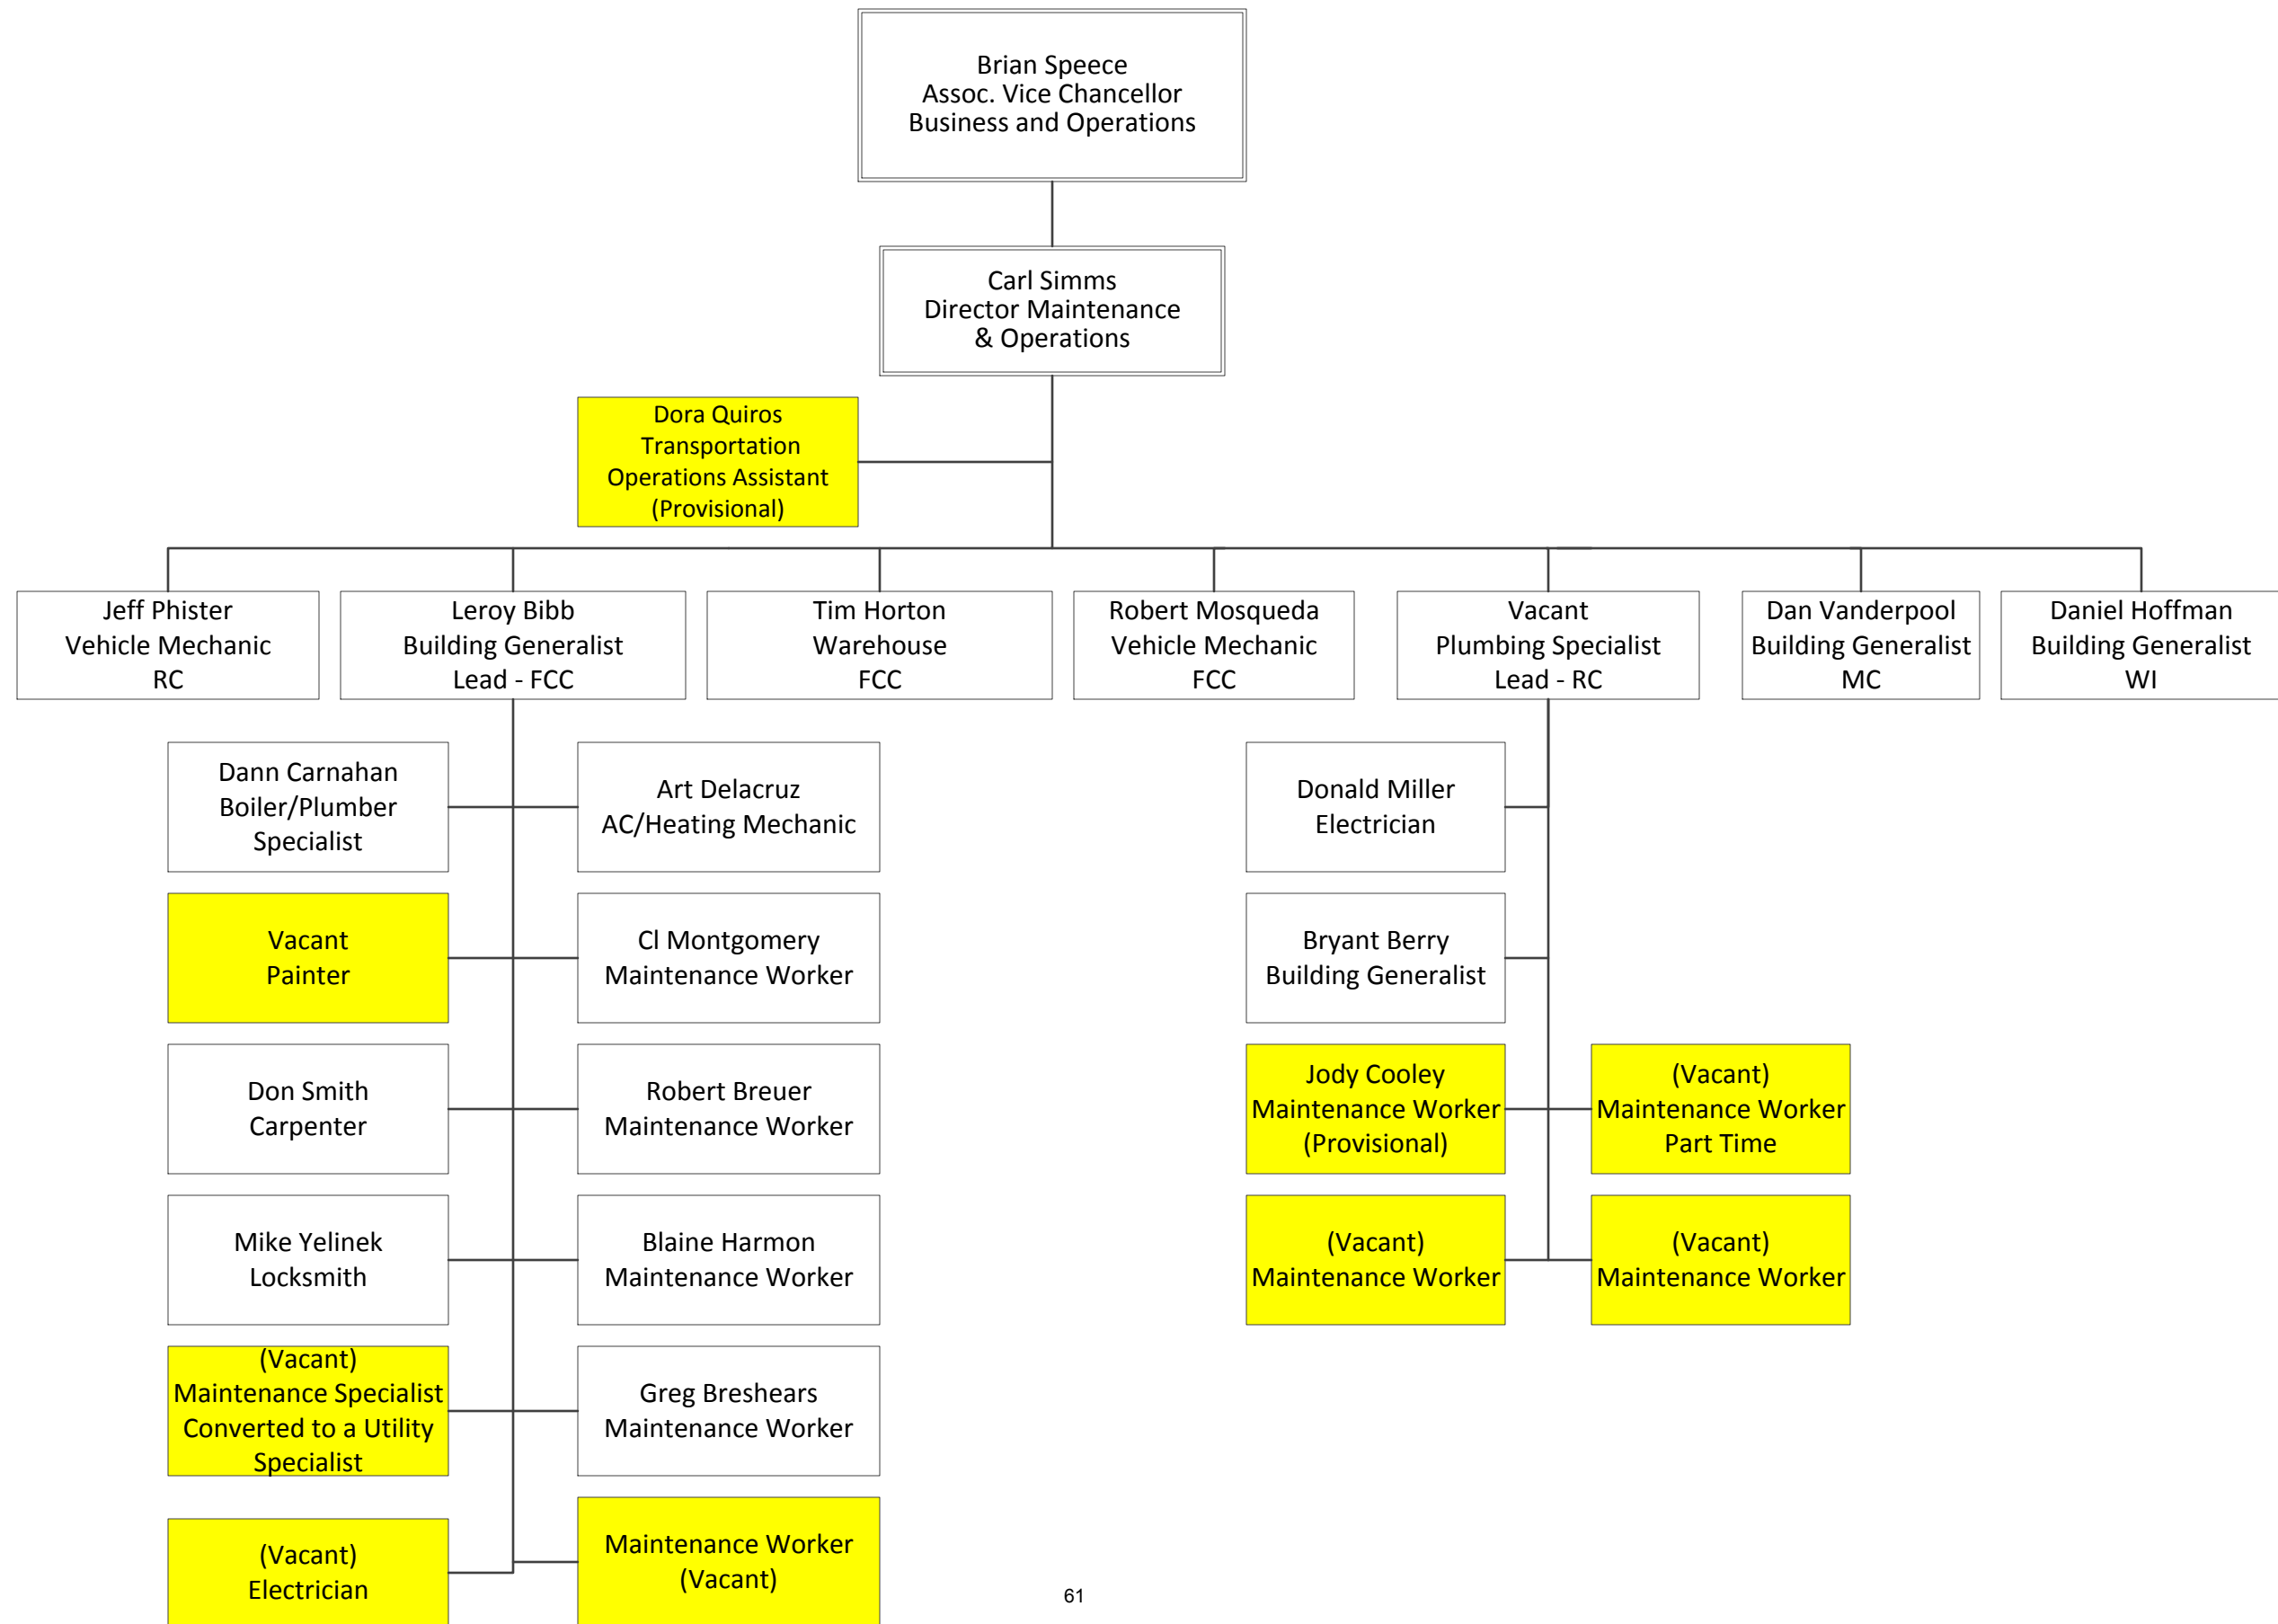 Brian Speece
Assoc. Vice Chancellor
Business and Operations
Carl Simms
Director Maintenance
& Operations
Dora Quiros
Transportation
Operations Assistant
(Provisional)
Jeff Phister
Vehicle Mechanic
RC
Leroy Bibb
Building Generalist
Lead - FCC
Tim Horton
Warehouse
FCC
Robert Mosqueda
Vehicle Mechanic
FCC
Vacant
Plumbing Specialist
Lead - RC
Dan Vanderpool
Building Generalist
MC
Daniel Hoffman
Building Generalist
WI
Dann Carnahan
Boiler/Plumber
Specialist
Art Delacruz
AC/Heating Mechanic
Donald Miller
Electrician
Vacant
Painter
Cl Montgomery
Maintenance Worker
Bryant Berry
Building Generalist
Don Smith
Carpenter
Robert Breuer
Maintenance Worker
Jody Cooley
Maintenance Worker
(Provisional)
(Vacant)
Maintenance Worker
Part Time
Mike Yelinek
Locksmith
Blaine Harmon
Maintenance Worker
(Vacant)
Maintenance Worker
(Vacant)
Maintenance Worker
(Vacant)
Maintenance Specialist
Converted to a Utility
Specialist
Greg Breshears
Maintenance Worker
(Vacant)
Electrician
Maintenance Worker
(Vacant)
61